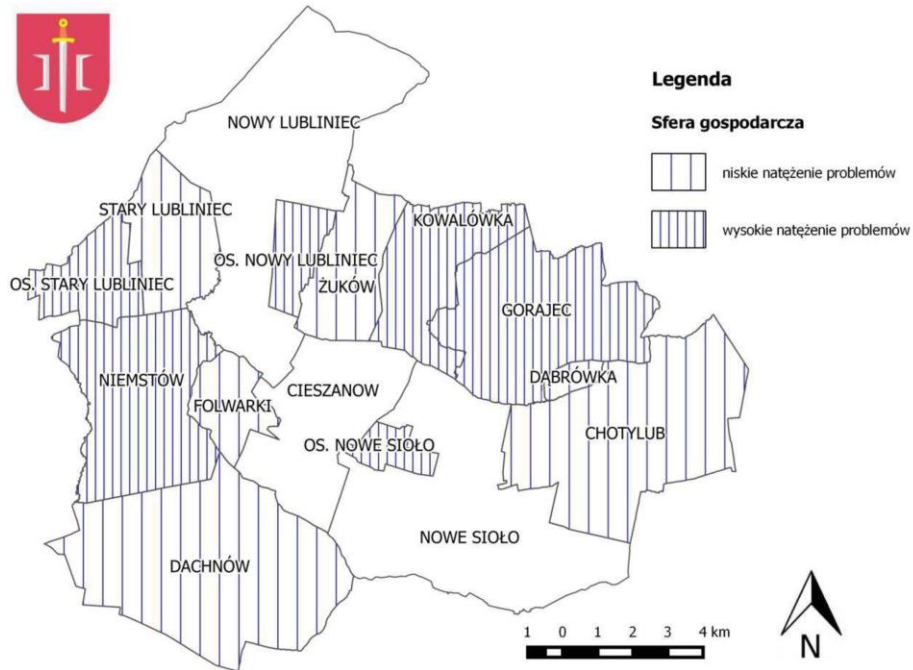 NOWY LUBLINIEC
Legenda
Sfera gospodarcza
niskie natężenie problemów
wysokie natężenie problemów
STARY LUBLINIEC
KOWALÓWKA
OS. NOWY LUBLINIEC
OS. STARY LUBLINIEC
ŻUKÓW
GORAJEC
NIEMSTÓW
DĄBRÓWKA
CIESZANOW
FOLWARKI
CHOTYLUB
OS. NOWE SIOŁO
NOWE SIOŁO
DACHNÓW
1 0 1 2 3 4 km
N